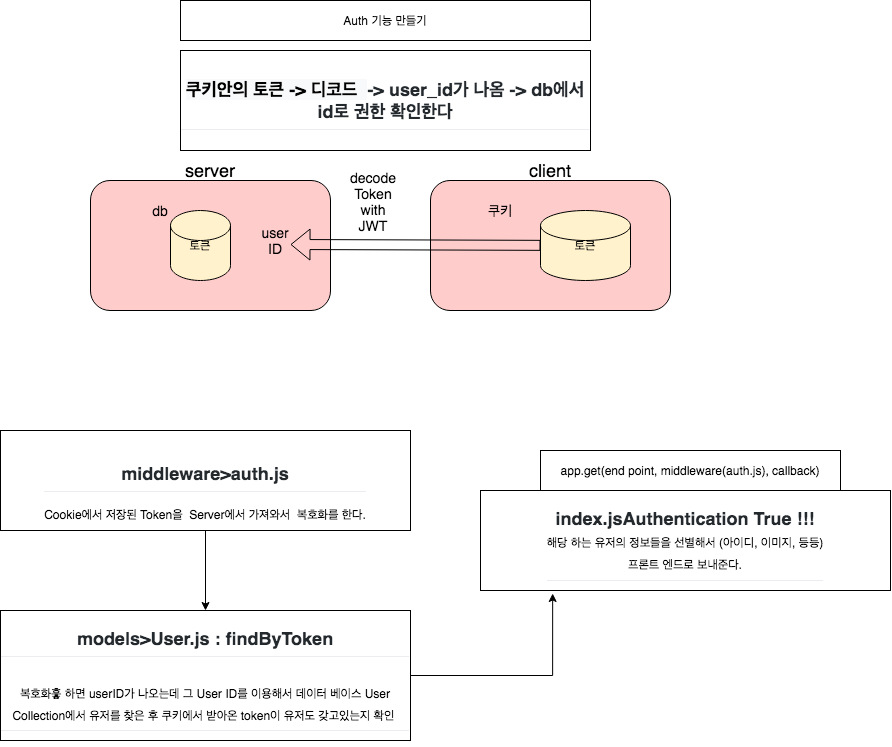 Auth 기능 만들기
쿠키안의 토큰 -> 디코드 -> user_id가 나옴 -> db에서
id로 권한 확인한다
server
client
decode
Token
with
JWT
db
토큰
user
ID
쿠키
토큰
middleware>auth.js
Cookie에서 저장된 Token을 Server에서 가져와서 복호화를 한다.
app.get(end point, middleware(auth.js), callback)
index.jsAuthentication True !!!
해당 하는 유저의 정보들을 선별해서 (아이디, 이미지, 등등)
프론트 엔드로 보내준다.
models>User.js : findByToken
복호화홓 하면 userID가 나오는데 그 User ID를 이용해서 데이터 베이스 User
Collection에서 유저를 찾은 후 쿠키에서 받아온 token이 유저도 갖고있는지 확인